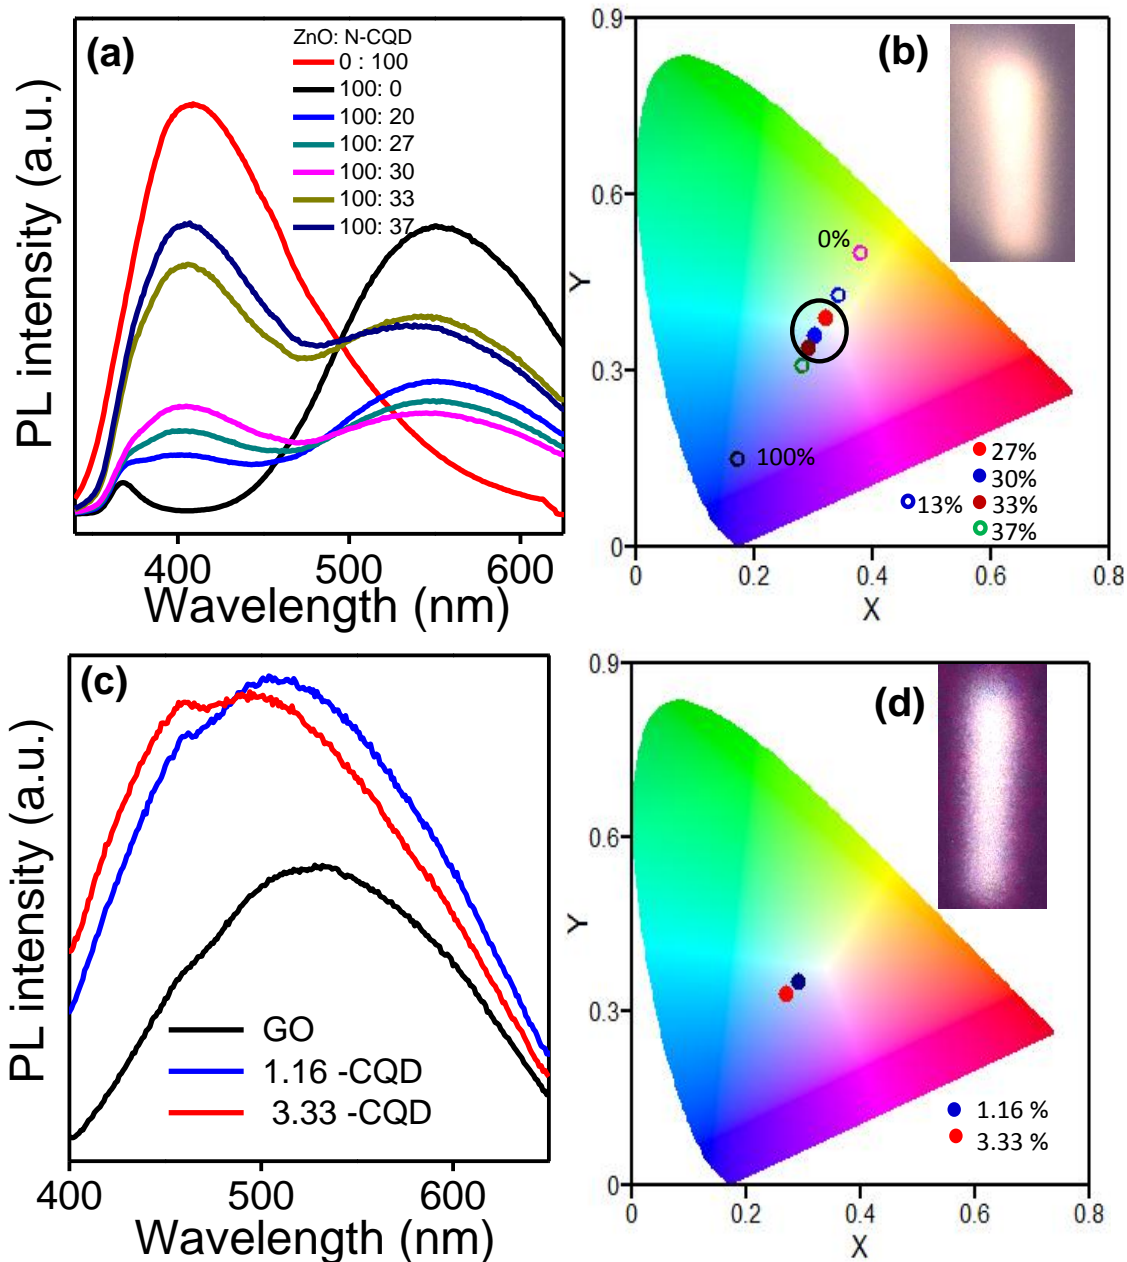 (a)
ZnO: N-CQD
0 : 100
100: 0
100: 20
100: 27
100: 30
100: 33
100: 37
PL intensity (a.u.)
400 500 600
Wavelength (nm)
(b)
0.9
0.6
0.3
0
Y
0%
100%
27%
30%
13%
33%
37%
0 0.2 0.4 0.6 0.8
X
(c)
PL intensity (a.u.)
GO
1.16 -CQD
3.33 -CQD
400 500 600
Wavelength (nm)
(d)
0.9
0.6
0.3
0
Y
1.16 %
3.33 %
0 0.2 0.4 0.6 0.8
X